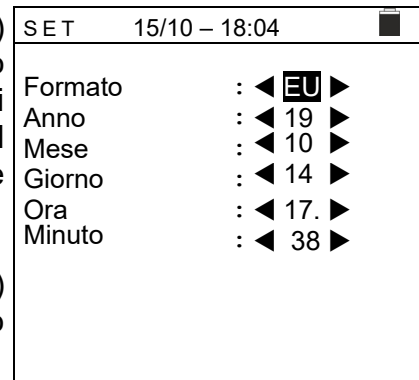 SET 15/10 – 18:04
Formato : ◀ EU ▶
Anno : ◀ 19 ▶
Mese : ◀ 10 ▶
Giorno : ◀ 14 ▶
Ora : ◀ 17. ▶
Minuto : ◀ 38 ▶